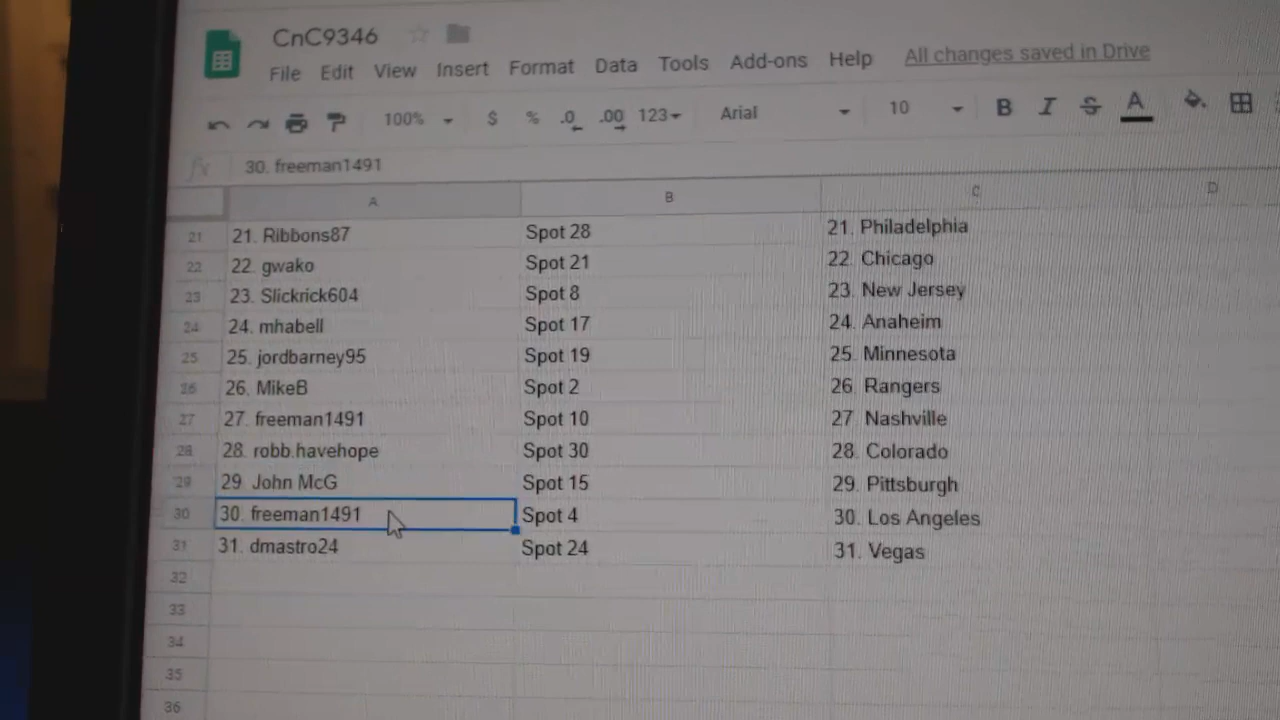 CnC9346
File Edit View Insert Format Data Tools Add-ons Help All changes saved in Drive
100% $ % .0 .00 123 Arial 10 B I S A
fx 30. freeman1491
A B C D
21 21. Ribbons87 Spot 28 21. Philadelphia
22 22. gwako Spot 21 22. Chicago
23 23. Slickrick604 Spot 8 23. New Jersey
24 24. mhabell Spot 17 24. Anaheim
25 25. jordbarney95 Spot 19 25. Minnesota
26 26. MikeB Spot 2 26. Rangers
27 27. freeman1491 Spot 10 27. Nashville
28 28. robb.havehope Spot 30 28. Colorado
29 29. John McG Spot 15 29. Pittsburgh
30 30. freeman1491 Spot 4 30. Los Angeles
31 31. dmastro24 Spot 24 31. Vegas
32
33
34
35
36